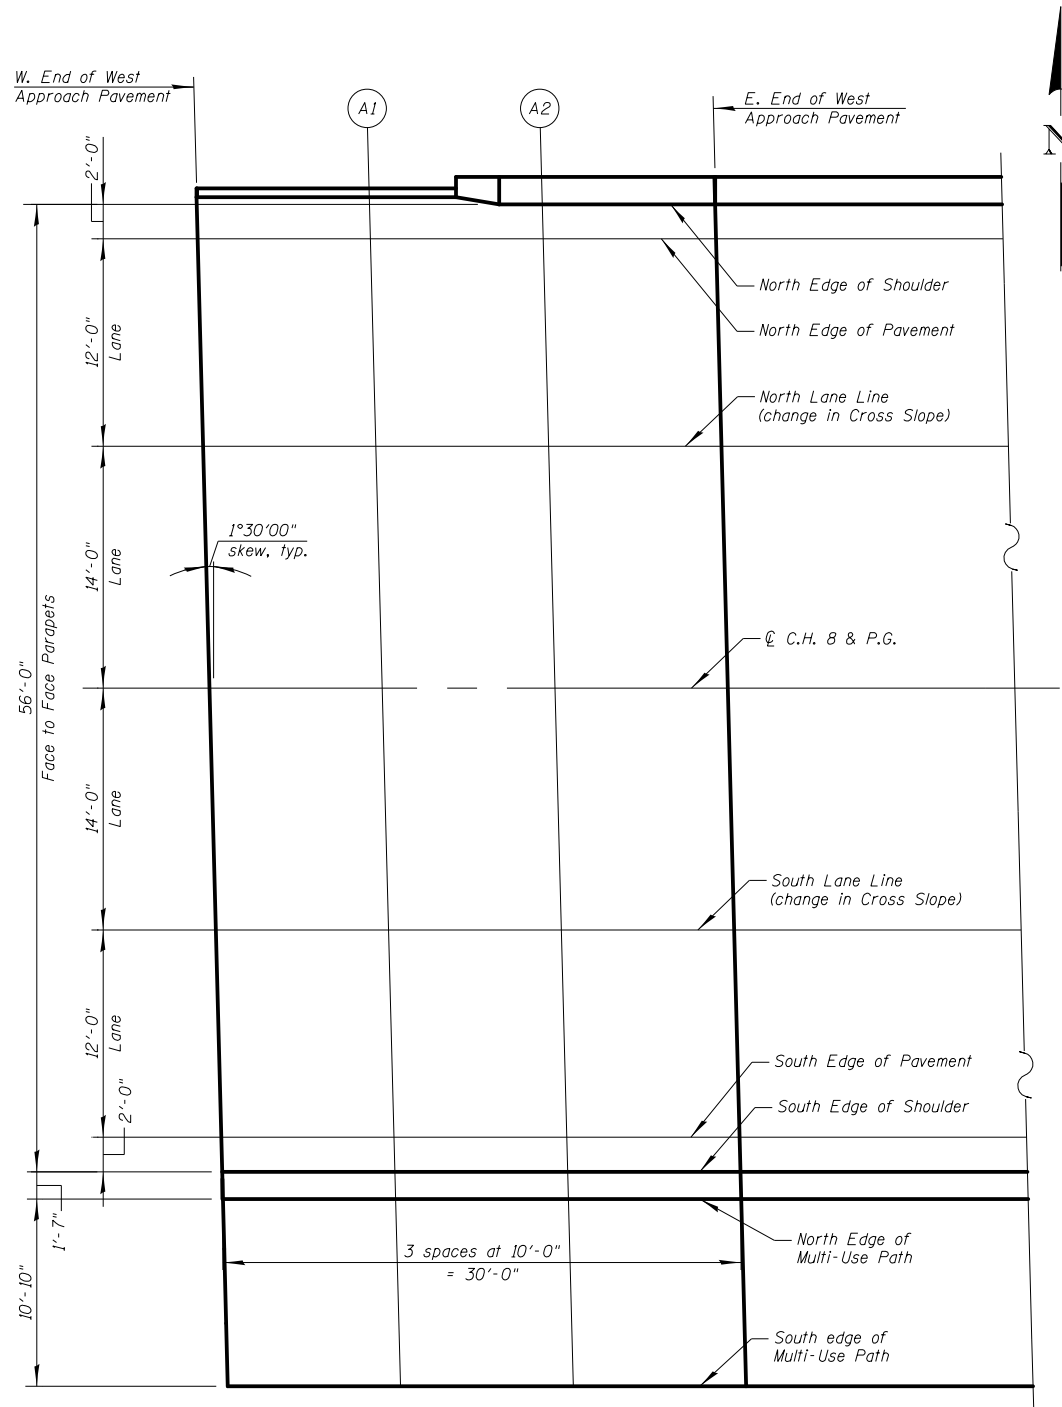 W. End of West
Approach Pavement
A1
A2
E. End of West
Approach Pavement
N
2'-0"
North Edge of Shoulder
North Edge of Pavement
12'-0"
Lane
North Lane Line
(change in Cross Slope)
1°30'00"
skew, typ.
14'-0"
Lane
56'-0"
Face to Face Parapets
℄ C.H. 8 & P.G.
14'-0"
Lane
South Lane Line
(change in Cross Slope)
12'-0"
Lane
2'-0"
South Edge of Pavement
South Edge of Shoulder
1'-7"
10'-10"
3 spaces at 10'-0"
= 30'-0"
North Edge of
Multi-Use Path
South edge of
Multi-Use Path